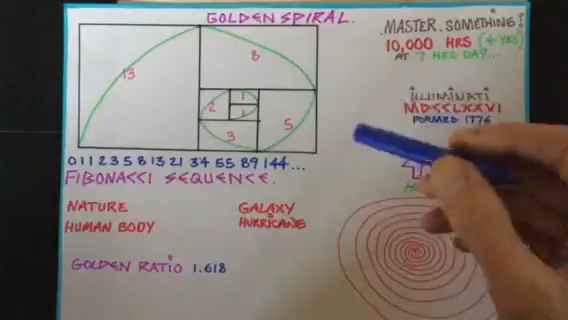 GOLDEN SPIRAL.
13
8
1
1
2
3
5
0 1 1 2 3 5 8 13 21 34 55 89 144...
FIBONACCI SEQUENCE.
NATURE
HUMAN BODY
GALAXY
HURRICANE
GOLDEN RATIO 1.618
MASTER. SOMETHING!
10,000 HRS (4-YRS)
AT 7 HRS DAY...
ILLUMINATI
MDCCLXXVI
FORMED 1776